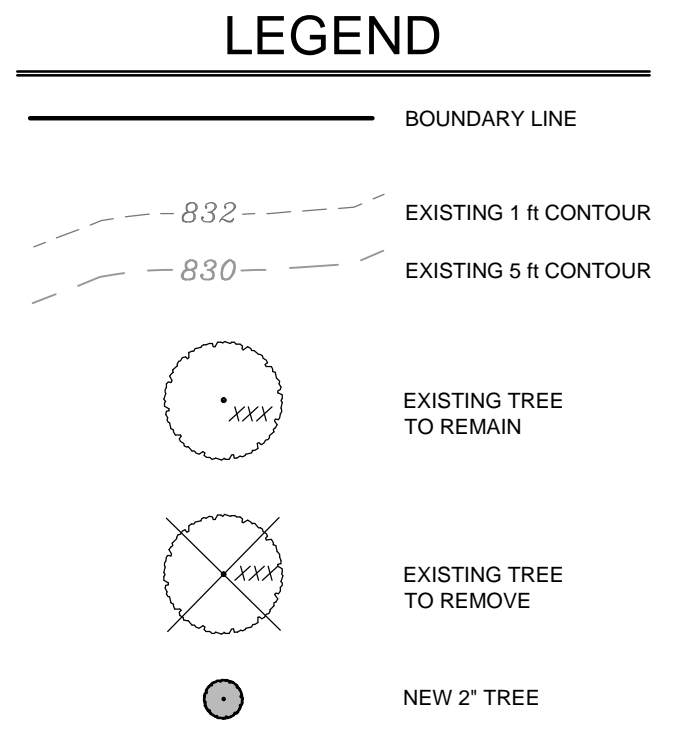 LEGEND
BOUNDARY LINE
832 EXISTING 1 ft CONTOUR
830 EXISTING 5 ft CONTOUR
XXX
EXISTING TREE
TO REMAIN
XXX
EXISTING TREE
TO REMOVE
NEW 2" TREE